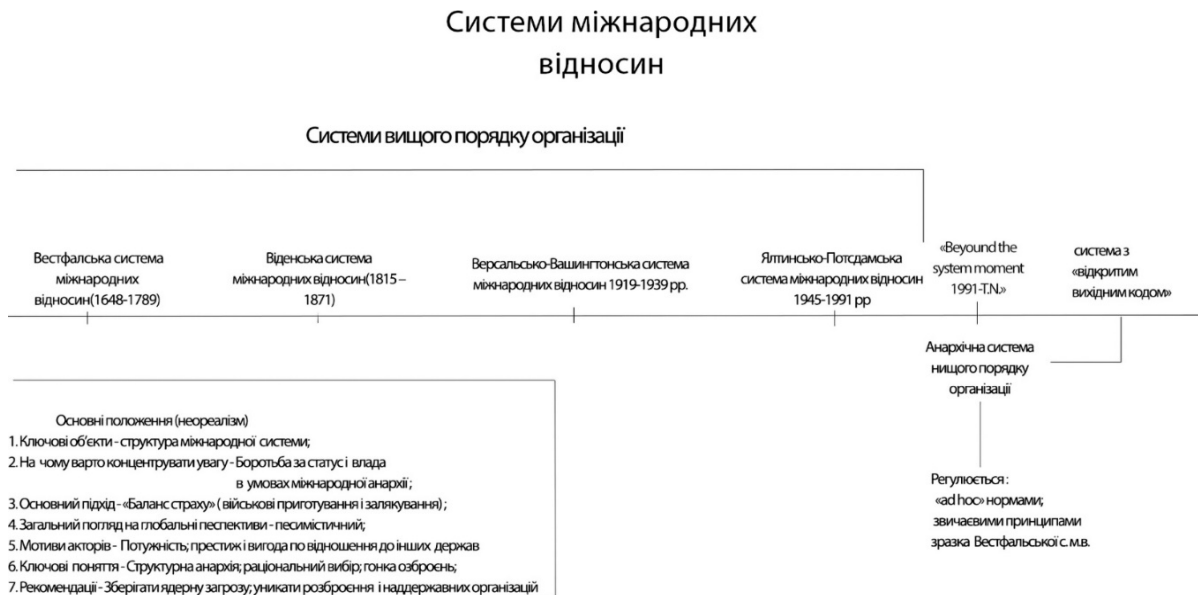 Системи міжнародних
відносин
Системи вищого порядку організації
Вестфалська система
міжнародних
відносин(1648-1789)
Віденська система
міжнародних відносин(1815 –
1871)
Версальсько-Вашингтонська система
міжнародних відносин 1919-1939 рр.
Ялтинсько-Потсдамська
система міжнародних відносин
1945-1991 рр
«Beyound the
system moment
1991-T.N.»
система з
«відкритим
вихідним кодом»
Анархічна система
нищого порядку
організації
Регулюється :
«ad hoc» нормами;
звичаєвими принципами
зразка Вестфальської с. м.в.
Основні положення (неореалізм)
1. Ключові об'єкти - структура міжнародної системи;
2. На чому варто концентрувати увагу - Боротьба за статус і влада
в умовах міжнародної анархії ;
3. Основний підхід - «Баланс страху» ( військові приготування і залякування) ;
4. Загальний погляд на глобальні песпективи - песимістичний;
5. Мотиви акторів - Потужність; престиж і вигода по відношення до інших держав
6. Ключові поняття - Структурна анархія; раціональний вибір; гонка озброєнь;
7. Рекомендації - Зберігати ядерну загрозу; уникати розброєння і наддержавних організацій